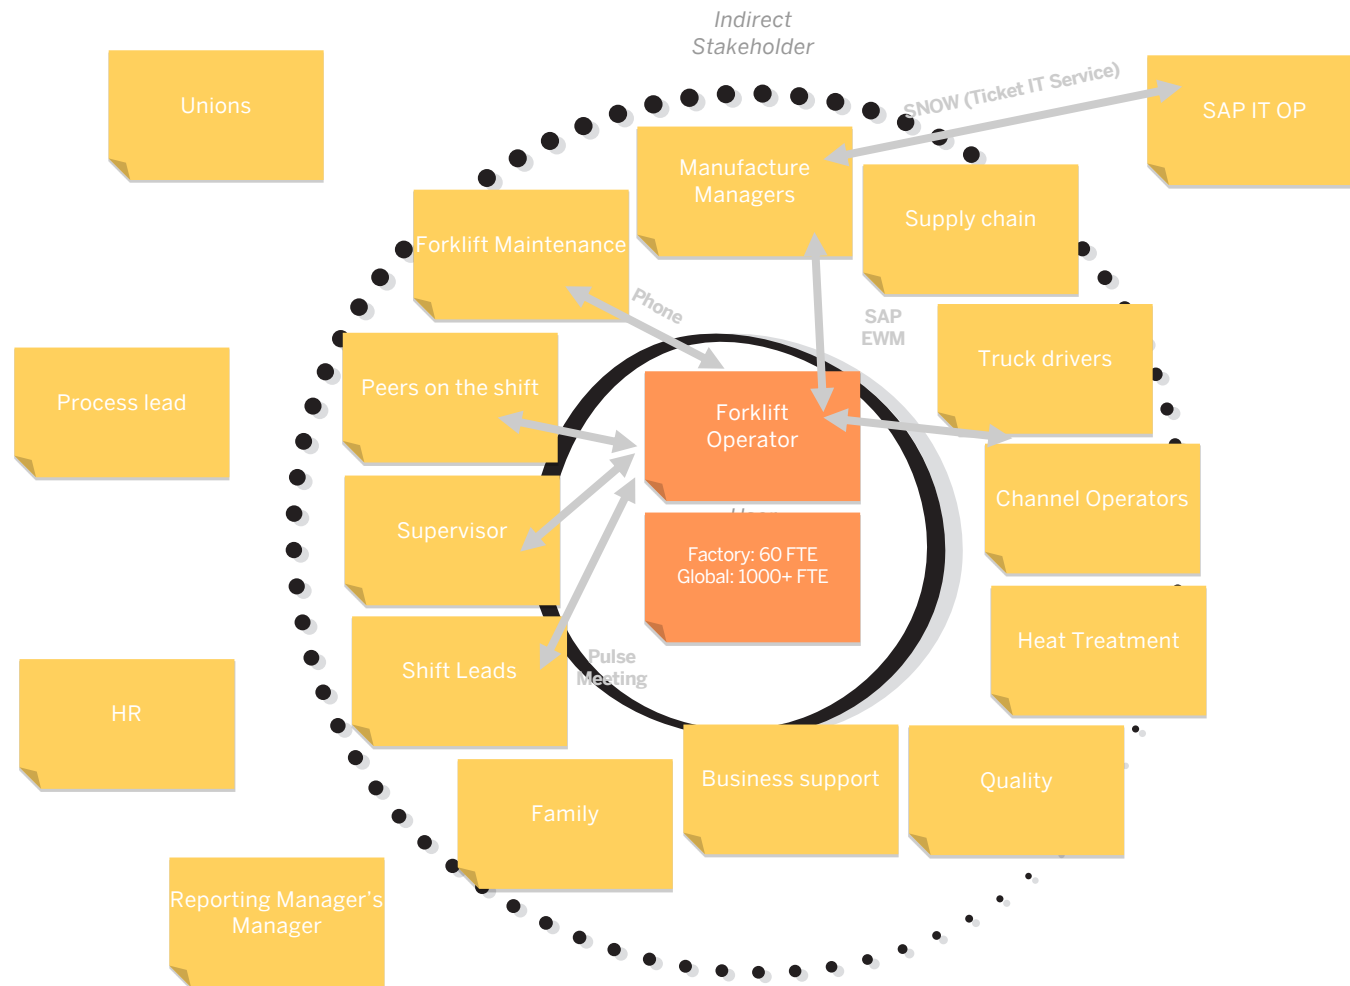 Indirect
Stakeholder
Unions
SNOW (Ticket IT Service)
SAP IT OP
Manufacture
Managers
Supply chain
Forklift Maintenance
Phone
SAP
EWM
Truck drivers
Process lead
Peers on the shift
Forklift
Operator
Channel Operators
Supervisor
Factory: 60 FTE
Global: 1000+ FTE
Heat Treatment
Shift Leads
Pulse
Meeting
HR
Business support
Quality
Family
Reporting Manager's
Manager